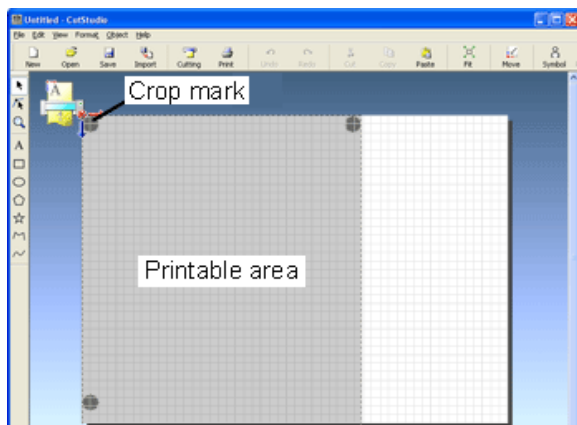 Untitled - CutStudio
File Edit View Format Object Help
New Open Save Import Cutting Print Undo Redo Cut Copy Paste Fit Move Symbol
A
Crop mark
A
Printable area